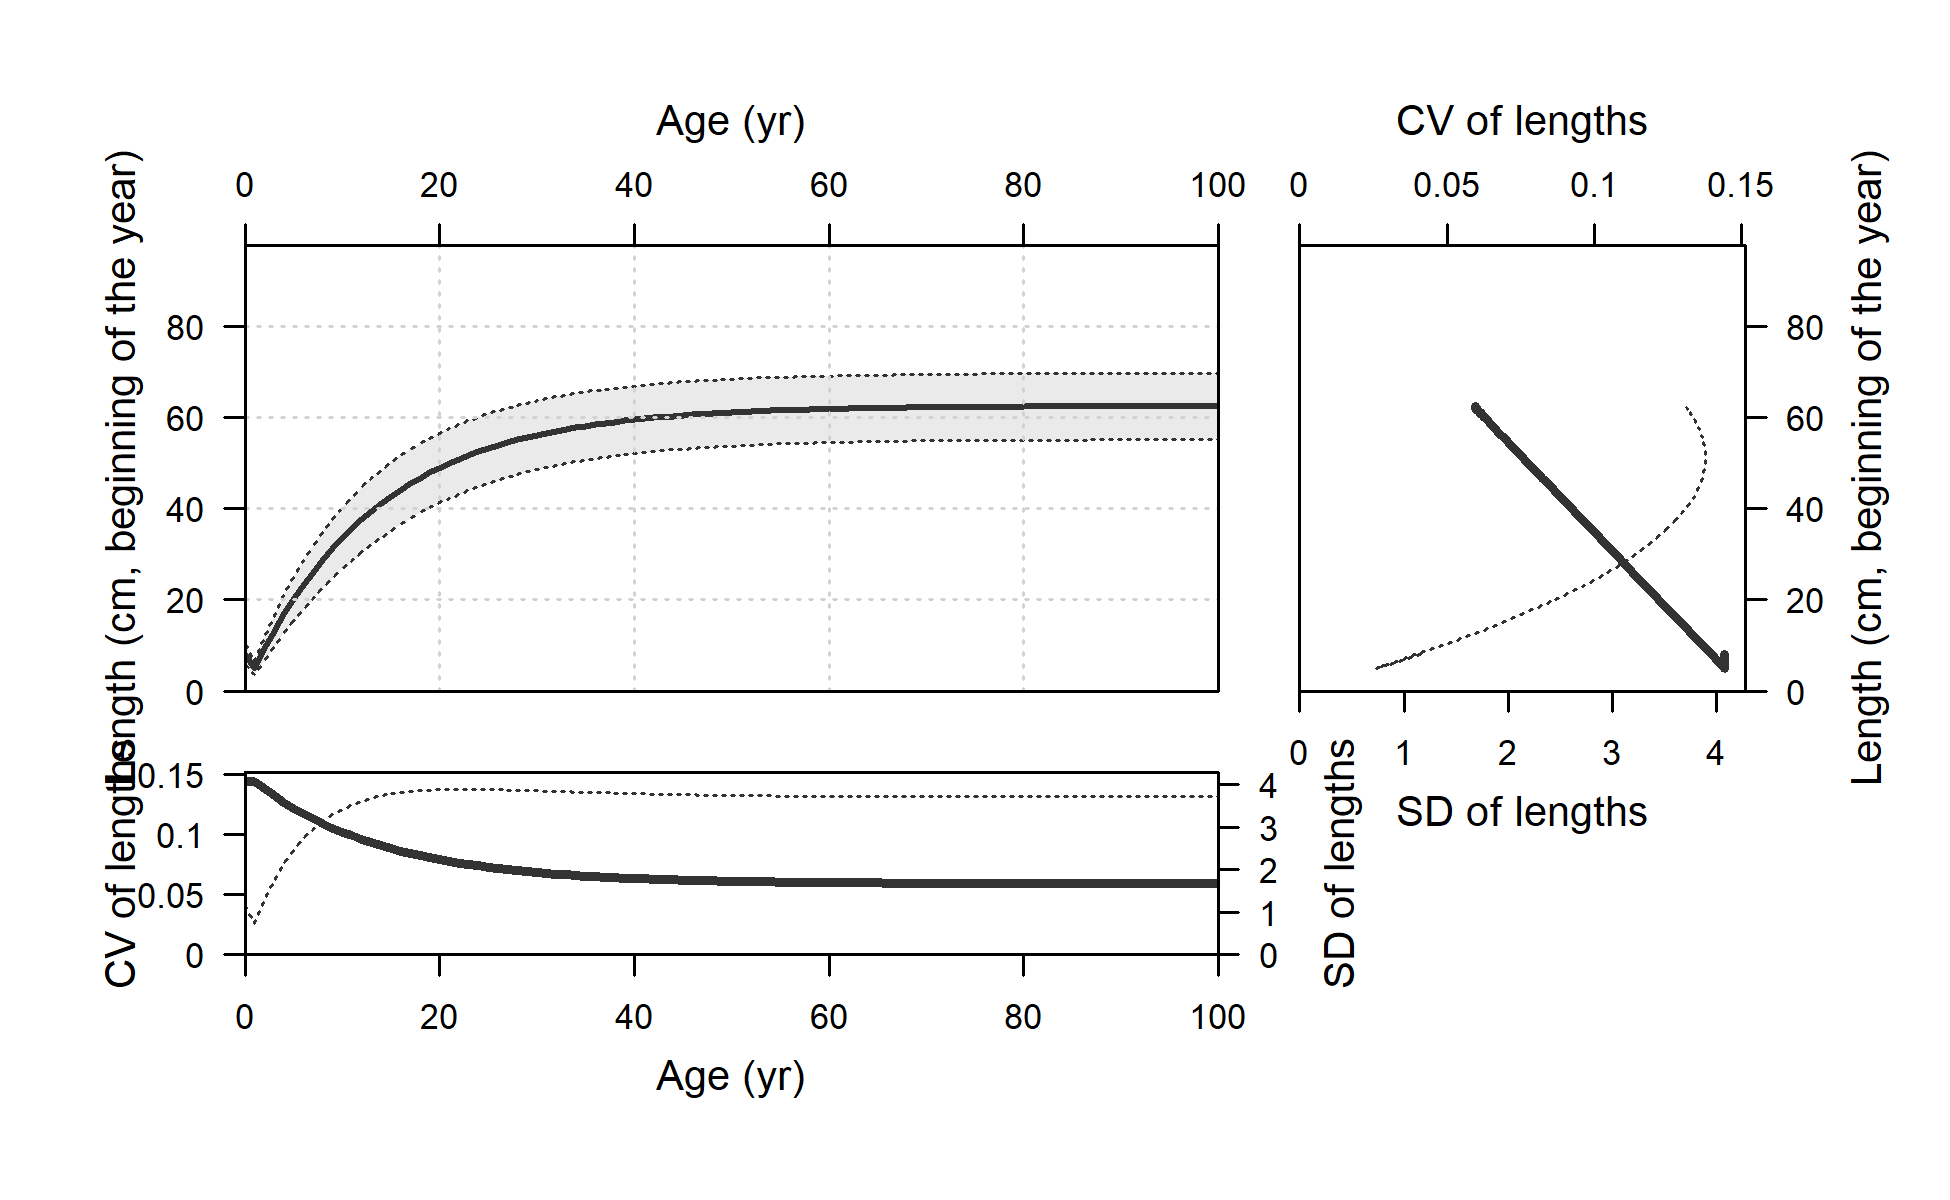 Age (yr)
CV of lengths
0 20 40 60 80 100
0 0.05 0.1 0.15
Length (cm, beginning of the year)
80
60
40
20
0
Length (cm, beginning of the year)
80
60
40
20
0
0 1 2 3 4
SD of lengths
CV of lengths
0.15
0.1
0.05
0
4
3
2
1
0
SD of lengths
0 20 40 60 80 100
Age (yr)